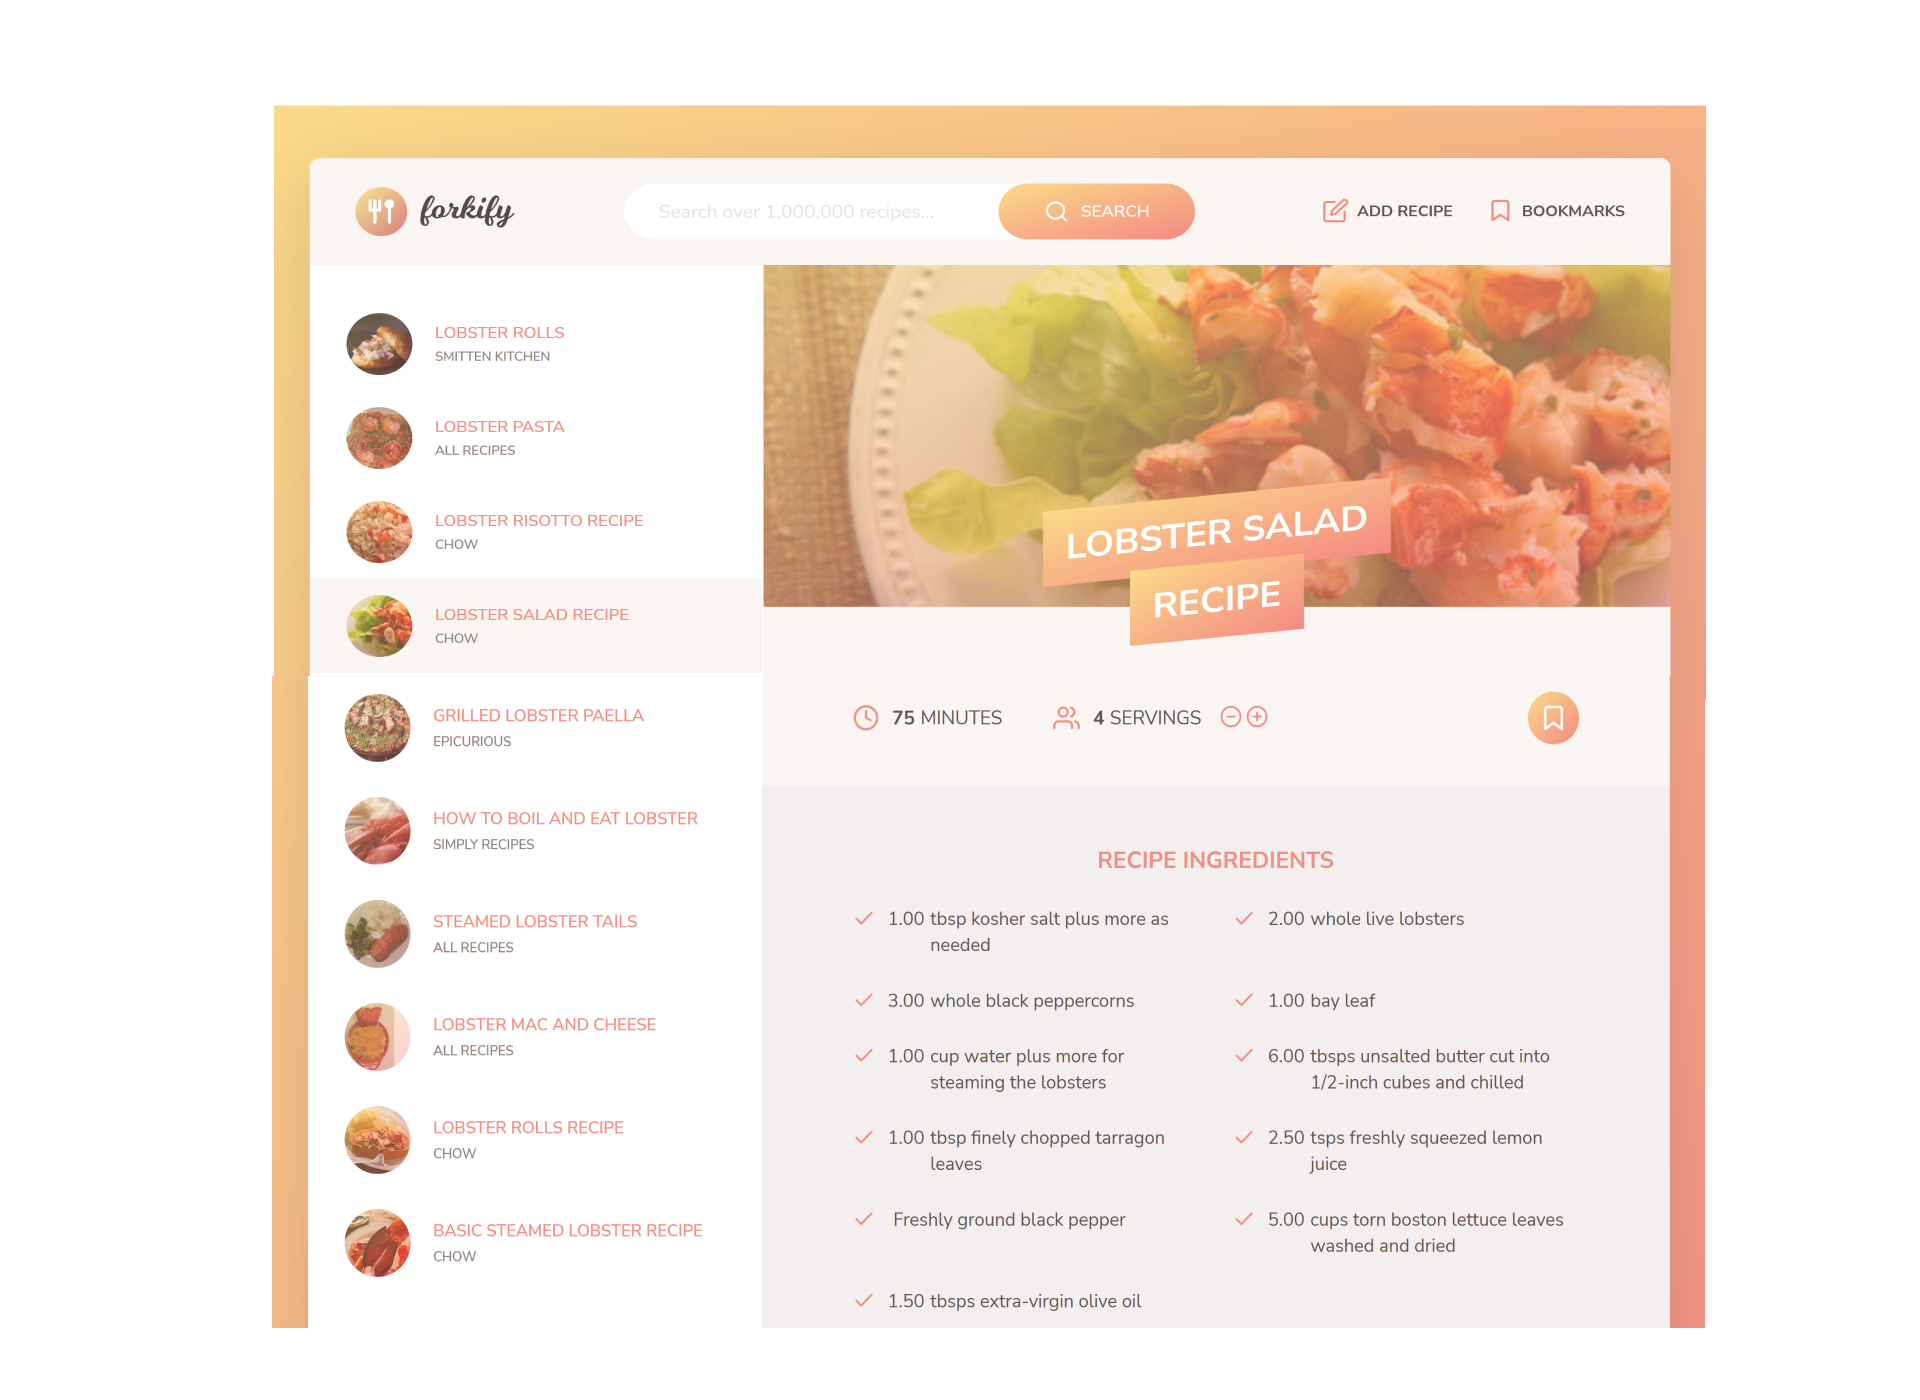 forkify
Search over 1,000,000 recipes...
SEARCH
ADD RECIPE
BOOKMARKS
LOBSTER ROLLS
SMITTEN KITCHEN
LOBSTER PASTA
ALL RECIPES
LOBSTER RISOTTO RECIPE
CHOW
LOBSTER SALAD RECIPE
CHOW
GRILLED LOBSTER PAELLA
EPICURIOUS
HOW TO BOIL AND EAT LOBSTER
SIMPLY RECIPES
STEAMED LOBSTER TAILS
ALL RECIPES
LOBSTER MAC AND CHEESE
ALL RECIPES
LOBSTER ROLLS RECIPE
CHOW
BASIC STEAMED LOBSTER RECIPE
CHOW
LOBSTER SALAD
RECIPE
75 MINUTES
4 SERVINGS
RECIPE INGREDIENTS
1.00 tbsp kosher salt plus more as
needed
2.00 whole live lobsters
3.00 whole black peppercorns
1.00 bay leaf
1.00 cup water plus more for
steaming the lobsters
6.00 tbsps unsalted butter cut into
1/2-inch cubes and chilled
1.00 tbsp finely chopped tarragon
leaves
2.50 tsps freshly squeezed lemon
juice
Freshly ground black pepper
5.00 cups torn boston lettuce leaves
washed and dried
1.50 tbsps extra-virgin olive oil